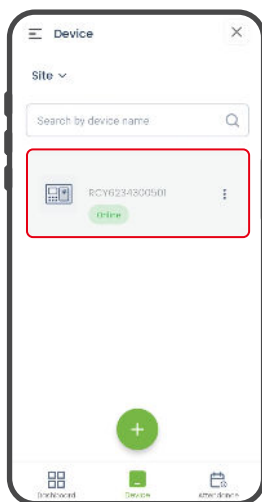 Device
Site
Search by device name
RCY6234300501
Online
Dashboard
Device
Attendance